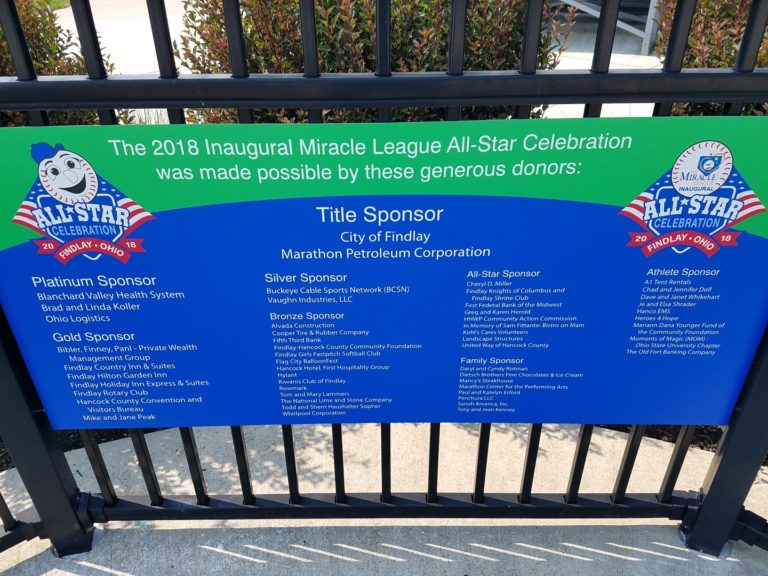 The 2018 Inaugural Miracle League All-Star Celebration
was made possible by these generous donors:
ALL★STAR
CELEBRATION
20 18
FINDLAY • OHIO
MIRACLE
LEAGUE
INAUGURAL
ALL★STAR
CELEBRATION
20 18
FINDLAY • OHIO
Title Sponsor
City of Findlay
Marathon Petroleum Corporation
Platinum Sponsor
Blanchard Valley Health System
Brad and Linda Koller
Ohio Logistics
Gold Sponsor
Bibler, Finney, Pani - Private Wealth
Management Group
Findlay Country Inn & Suites
Findlay Hilton Garden Inn
Findlay Holiday Inn Express & Suites
Findlay Rotary Club
Hancock County Convention and
Visitors Bureau
Mike and Jane Peak
Silver Sponsor
Buckeye Cable Sports Network (BCSN)
Vaughn Industries, LLC
Bronze Sponsor
Alvada Construction
Cooper Tire & Rubber Company
Fifth Third Bank
Findlay-Hancock County Community Foundation
Findlay Girls Fastpitch Softball Club
Flag City BalloonFest
Hancock Hotel, First Hospitality Group
Hylant
Kiwanis Club of Findlay
Rowmark
Tom and Mary Lammers
The National Lime and Stone Company
Todd and Sherri Haushalter Sopher
Whirlpool Corporation
All-Star Sponsor
Cheryl D. Miller
Findlay Knights of Columbus and
Findlay Shrine Club
First Federal Bank of the Midwest
Greg and Karen Herold
HHWP Community Action Commission
In Memory of Sam Fittante: Bistro on Main
Kohl's Cares Volunteers
Landscape Structures
United Way of Hancock County
Family Sponsor
Daryl and Cyndy Rotman
Dietsch Brothers Fine Chocolates & Ice Cream
Mancy's Steakhouse
Marathon Center for the Performing Arts
Paul and Katelyn Erford
Penchura LLC
Sanoh America, Inc.
Tony and Jean Kenney
Athlete Sponsor
A1 Tent Rentals
Chad and Jennifer Doll
Dave and Janet Whikehart
Je and Elsa Shrader
Hanco EMS
Heroes 4 Hope
Mariann Dana Younger Fund of
the Community Foundation
Moments of Magic (MOM) -
Ohio State University Chapter
The Old Fort Banking Company